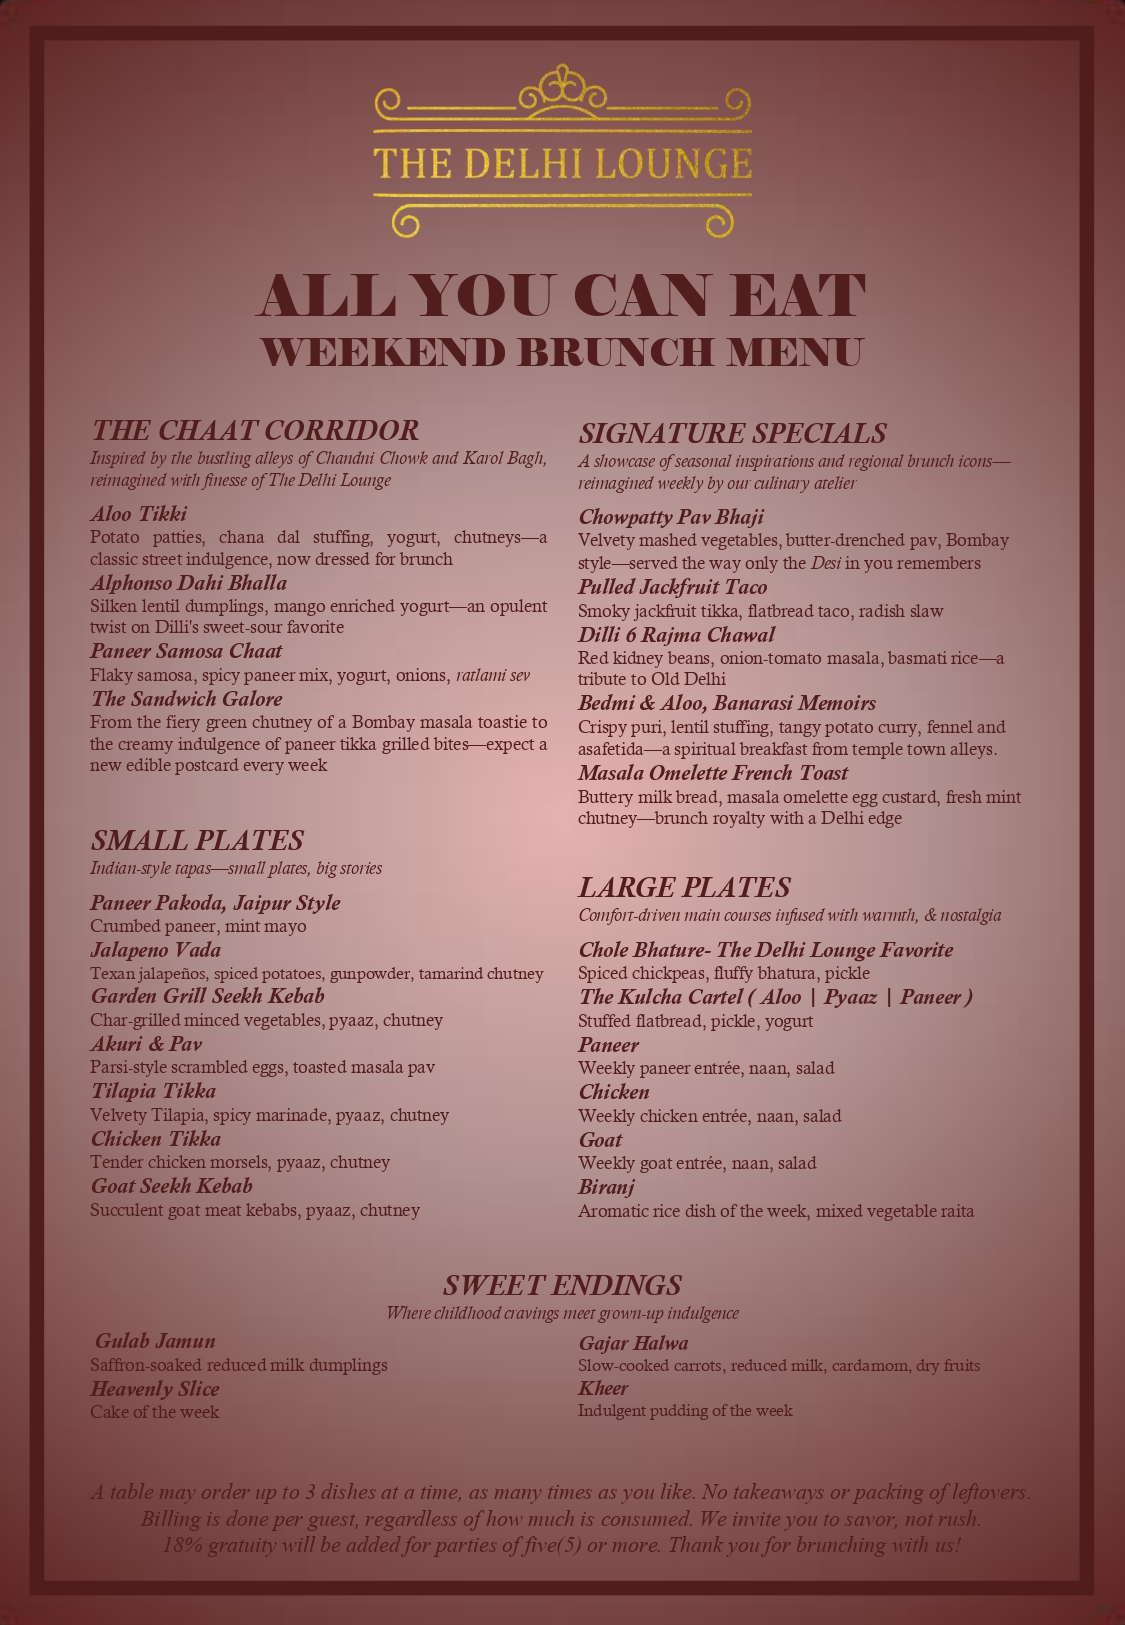 THE DELHI LOUNGE
ALL YOU CAN EAT
WEEKEND BRUNCH MENU
THE CHAAT CORRIDOR
Inspired by the bustling alleys of Chandni Chowk and Karol Bagh,
reimagined with finesse of The Delhi Lounge
Aloo Tikki
Potato patties, chana dal stuffing, yogurt, chutneys—a
classic street indulgence, now dressed for brunch
Alphonso Dahi Bhalla
Silken lentil dumplings, mango enriched yogurt—an opulent
twist on Dilli's sweet-sour favorite
Paneer Samosa Chaat
Flaky samosa, spicy paneer mix, yogurt, onions, ratlami sev
The Sandwich Galore
From the fiery green chutney of a Bombay masala toastie to
the creamy indulgence of paneer tikka grilled bites—expect a
new edible postcard every week
SMALL PLATES
Indian-style tapas—small plates, big stories
Paneer Pakoda, Jaipur Style
Crumbed paneer, mint mayo
Jalapeno Vada
Texan jalapeños, spiced potatoes, gunpowder, tamarind chutney
Garden Grill Seekh Kebab
Char-grilled minced vegetables, pyaaz, chutney
Akuri & Pav
Parsi-style scrambled eggs, toasted masala pav
Tilapia Tikka
Velvety Tilapia, spicy marinade, pyaaz, chutney
Chicken Tikka
Tender chicken morsels, pyaaz, chutney
Goat Seekh Kebab
Succulent goat meat kebabs, pyaaz, chutney
SIGNATURE SPECIALS
A showcase of seasonal inspirations and regional brunch icons—
reimagined weekly by our culinary atelier
Chowpatty Pav Bhaji
Velvety mashed vegetables, butter-drenched pav, Bombay
style—served the way only the Desi in you remembers
Pulled Jackfruit Taco
Smoky jackfruit tikka, flatbread taco, radish slaw
Dilli 6 Rajma Chawal
Red kidney beans, onion-tomato masala, basmati rice—a
tribute to Old Delhi
Bedmi & Aloo, Banarasi Memoirs
Crispy puri, lentil stuffing, tangy potato curry, fennel and
asafetida—a spiritual breakfast from temple town alleys.
Masala Omelette French Toast
Buttery milk bread, masala omelette egg custard, fresh mint
chutney—brunch royalty with a Delhi edge
LARGE PLATES
Comfort-driven main courses infused with warmth, & nostalgia
Chole Bhature- The Delhi Lounge Favorite
Spiced chickpeas, fluffy bhatura, pickle
The Kulcha Cartel ( Aloo | Pyaaz | Paneer )
Stuffed flatbread, pickle, yogurt
Paneer
Weekly paneer entrée, naan, salad
Chicken
Weekly chicken entrée, naan, salad
Goat
Weekly goat entrée, naan, salad
Biranj
Aromatic rice dish of the week, mixed vegetable raita
SWEET ENDINGS
Where childhood cravings meet grown-up indulgence
Gulab Jamun
Saffron-soaked reduced milk dumplings
Heavenly Slice
Cake of the week
Gajar Halwa
Slow-cooked carrots, reduced milk, cardamom, dry fruits
Kheer
Indulgent pudding of the week
A table may order up to 3 dishes at a time, as many times as you like. No takeaways or packing of leftovers.
Billing is done per guest, regardless of how much is consumed. We invite you to savor, not rush.
18% gratuity will be added for parties of five(5) or more. Thank you for brunching with us!